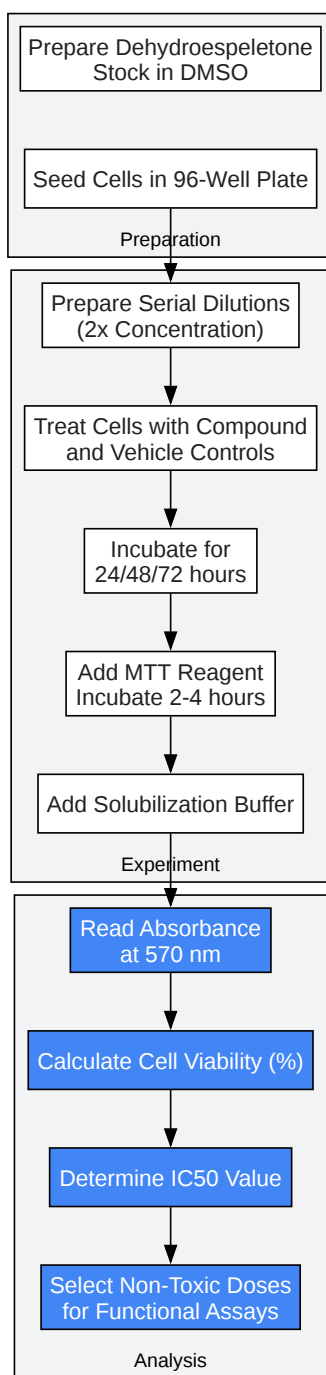 Prepare Dehydroespeletone
Stock in DMSO
Seed Cells in 96-Well Plate
Preparation
Prepare Serial Dilutions
(2x Concentration)
Treat Cells with Compound
and Vehicle Controls
Incubate for
24/48/72 hours
Add MTT Reagent
Incubate 2-4 hours
Add Solubilization Buffer
Experiment
Read Absorbance
at 570 nm
Calculate Cell Viability (%)
Determine IC50 Value
Select Non-Toxic Doses
for Functional Assays
Analysis